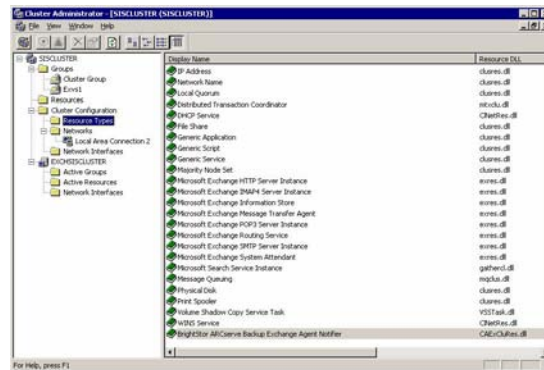 Cluster Administrator - [SISCLUSTER (SISCLUSTER)]
File View Window Help
SISCLUSTER
Groups
Cluster Group
Exvs1
Resources
Cluster Configuration
Resource Types
Networks
Local Area Connection 2
Network Interfaces
EXCHSISCLUSTER
Active Groups
Active Resources
Network Interfaces
Display Name Resource DLL
IP Address clusres.dll
Network Name clusres.dll
Local Quorum clusres.dll
Distributed Transaction Coordinator mtxclu.dll
DHCP Service ClNetRes.dll
File Share clusres.dll
Generic Application clusres.dll
Generic Script clusres.dll
Generic Service clusres.dll
Majority Node Set clusres.dll
Microsoft Exchange HTTP Server Instance exres.dll
Microsoft Exchange IMAP4 Server Instance exres.dll
Microsoft Exchange Information Store exres.dll
Microsoft Exchange Message Transfer Agent exres.dll
Microsoft Exchange POP3 Server Instance exres.dll
Microsoft Exchange Routing Service exres.dll
Microsoft Exchange SMTP Server Instance exres.dll
Microsoft Exchange System Attendant exres.dll
Microsoft Search Service Instance gathercl.dll
Message Queuing mqclus.dll
Physical Disk clusres.dll
Print Spooler clusres.dll
Volume Shadow Copy Service Task VSSTask.dll
WINS Service ClNetRes.dll
BrightStor ARCserve Backup Exchange Agent Notifier CAExCluRes.dll
For Help, press F1